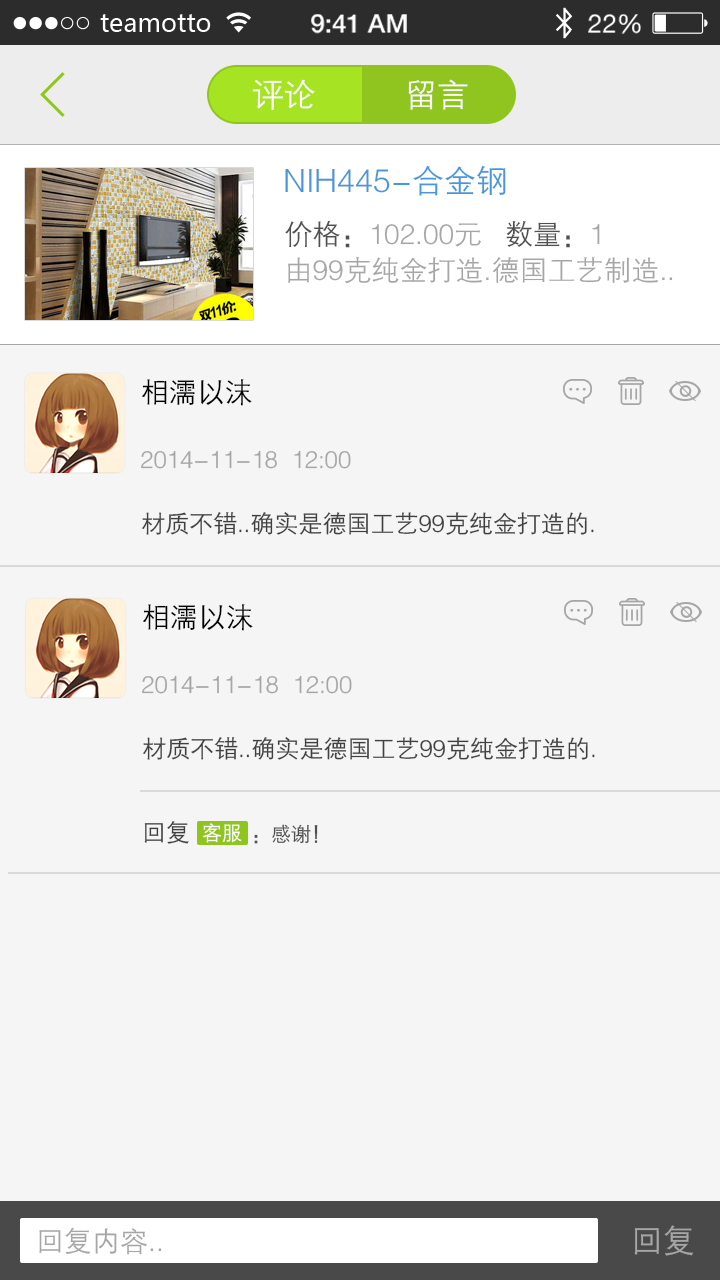 teamotto 9:41 AM 22%
评论 留言
NIH445-合金钢
价格：102.00元 数量：1
由99克纯金打造.德国工艺制造..
双11价:
相濡以沫
2014-11-18 12:00
材质不错..确实是德国工艺99克纯金打造的.
相濡以沫
2014-11-18 12:00
材质不错..确实是德国工艺99克纯金打造的.
回复 客服 ：感谢!
回复内容.. 回复